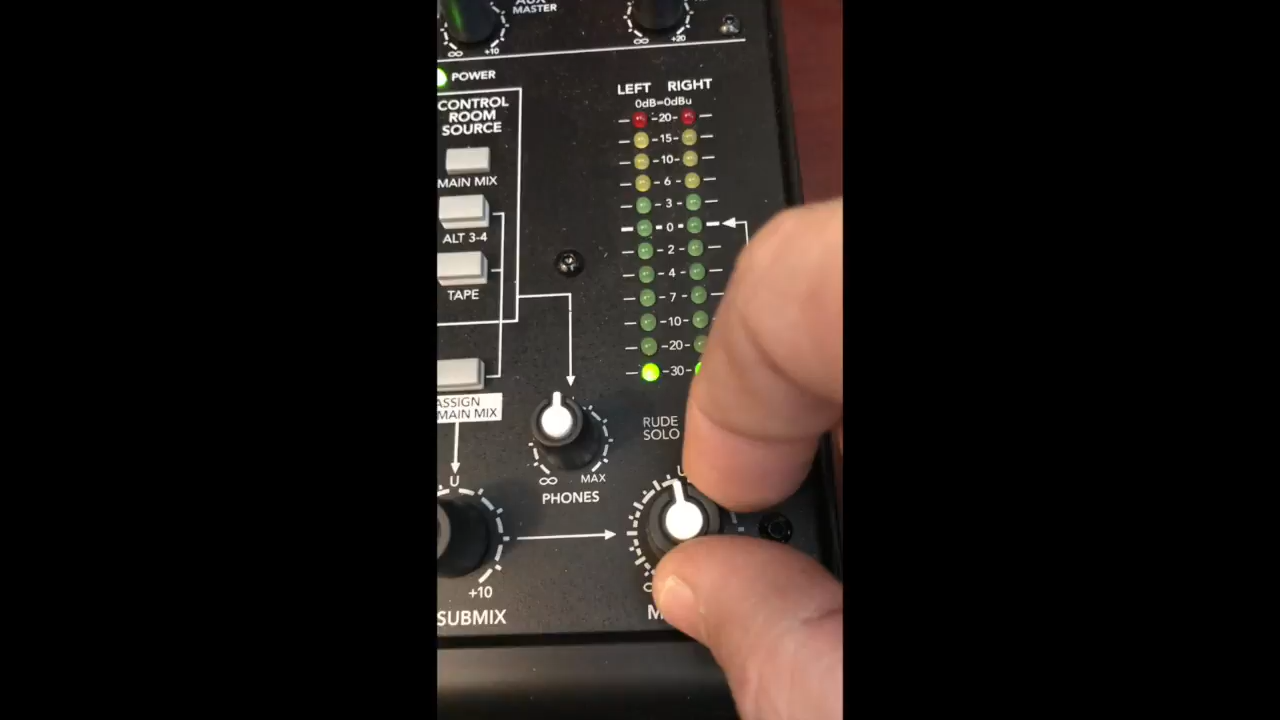 MASTER
∞ +10
∞ +20
POWER
CONTROL
ROOM
SOURCE
MAIN MIX
ALT 3-4
TAPE
ASSIGN
MAIN MIX
LEFT RIGHT
0dB=0dBu
20
15
10
6
3
0
2
4
7
10
20
30
RUDE
SOLO
∞ MAX
PHONES
U
+10
SUBMIX
U